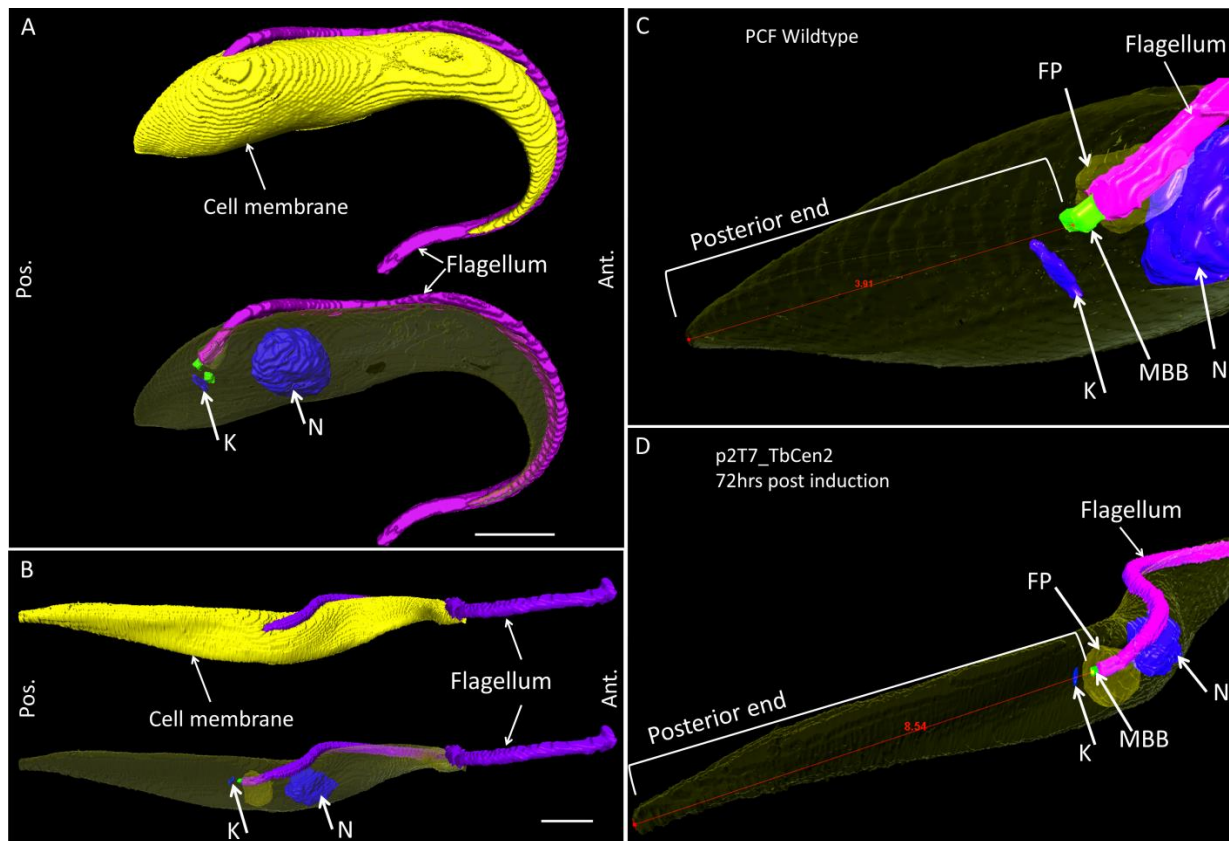 A
Cell membrane
Flagellum
Pos.
Ant.
K
N
B
Cell membrane
Flagellum
Pos.
Ant.
K
N
C
PCF Wildtype
Flagellum
FP
Posterior end
3.91
K
MBB
N
D
p2T7_TbCen2
72hrs post induction
Flagellum
FP
Posterior end
8.54
K
MBB
N